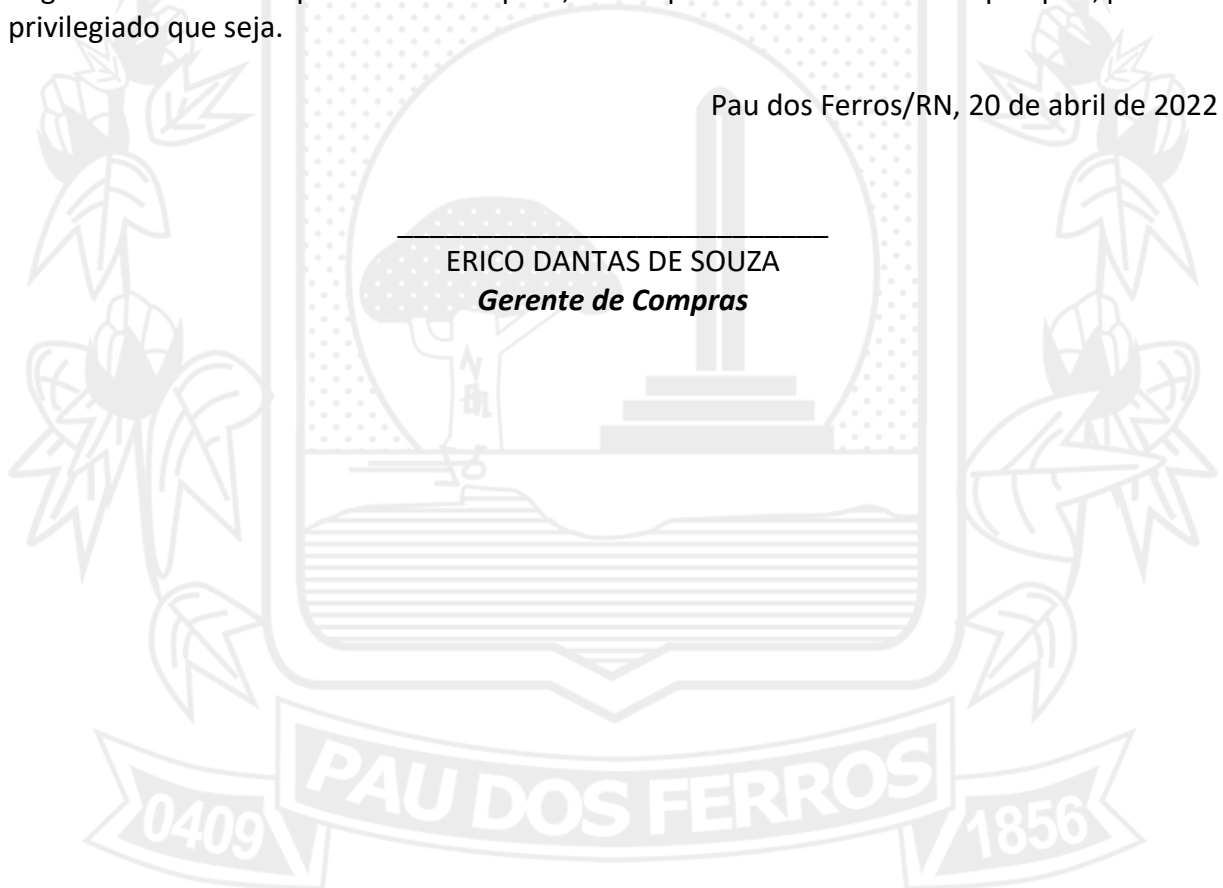 privilegiado que seja.
Pau dos Ferros/RN, 20 de abril de 2022
ERICO DANTAS DE SOUZA
Gerente de Compras
PAU DOS FERROS
0409
1856